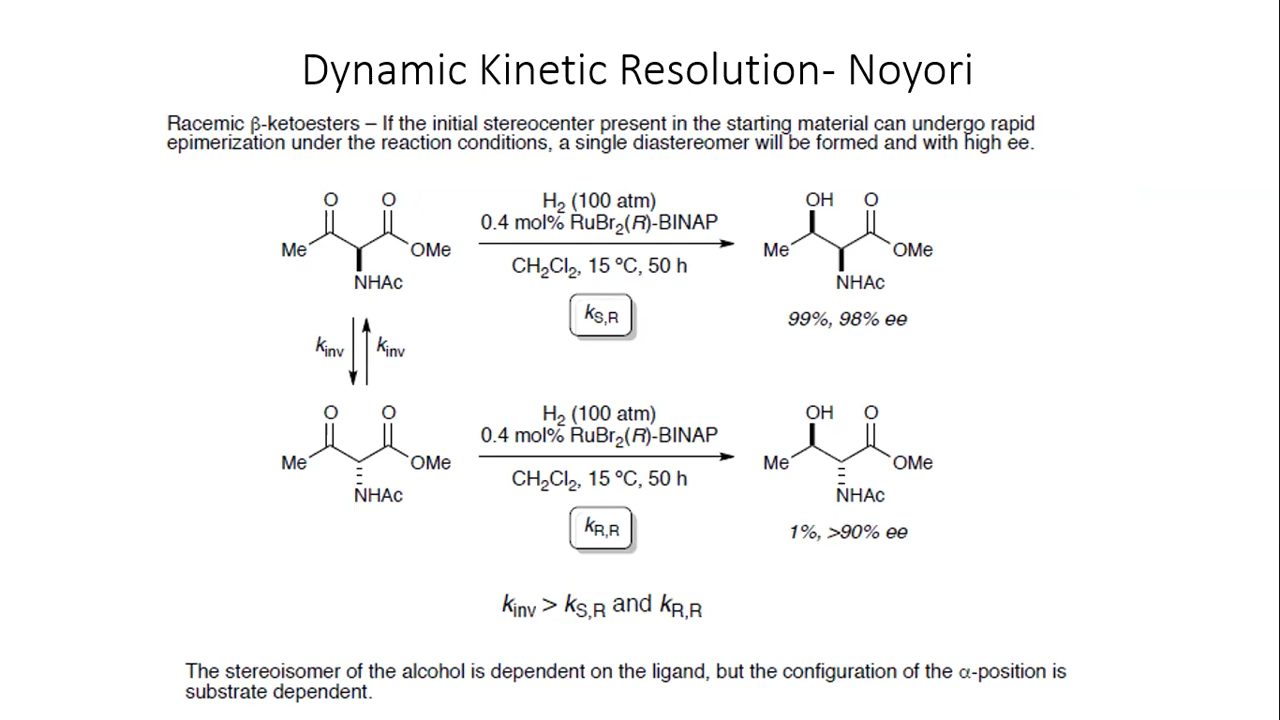 Dynamic Kinetic Resolution- Noyori
Racemic β-ketoesters – If the initial stereocenter present in the starting material can undergo rapid
epimerization under the reaction conditions, a single diastereomer will be formed and with high ee.
O O
Me OMe
NHAc
H₂ (100 atm)
0.4 mol% RuBr₂(R)-BINAP
CH₂Cl₂, 15 ºC, 50 h
kS,R
OH O
Me OMe
NHAc
99%, 98% ee
kinv kinv
O O
Me OMe
NHAc
H₂ (100 atm)
0.4 mol% RuBr₂(R)-BINAP
CH₂Cl₂, 15 ºC, 50 h
kR,R
OH O
Me OMe
NHAc
1%, >90% ee
kinv > kS,R and kR,R
The stereoisomer of the alcohol is dependent on the ligand, but the configuration of the α-position is
substrate dependent.